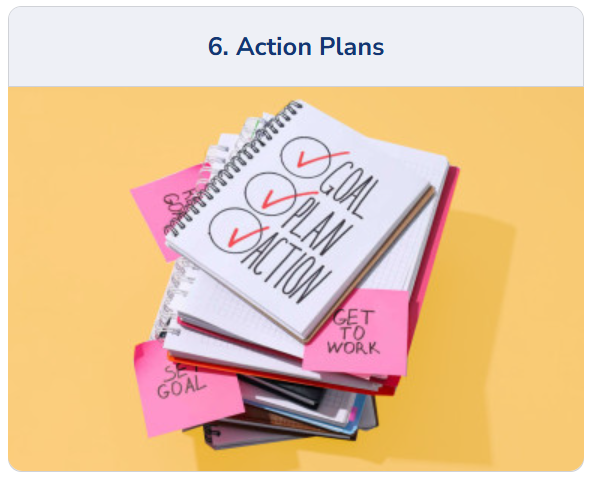 6. Action Plans
GOAL
PLAN
ACTION
GET
TO
WORK
SET
GOAL